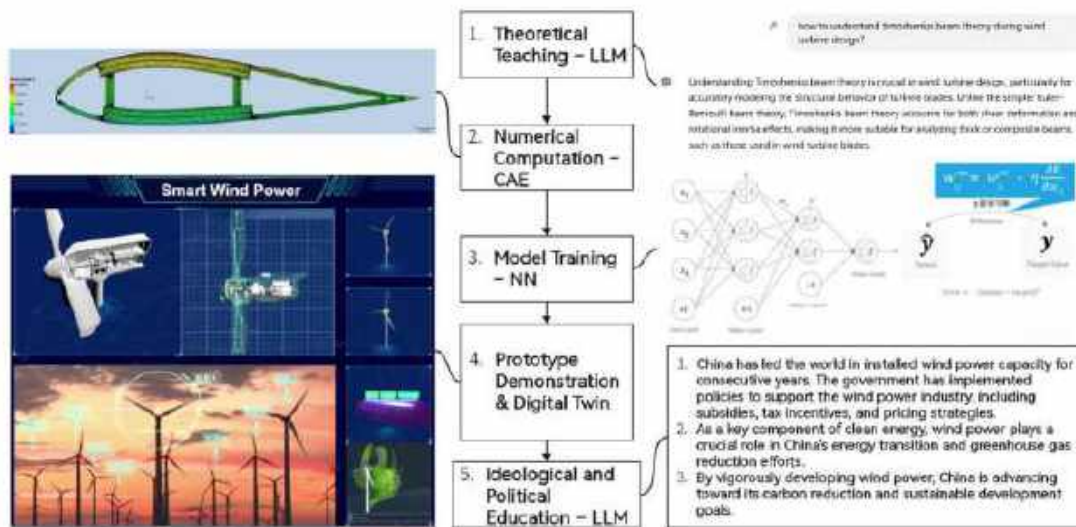 1. Theoretical
Teaching – LLM
2. Numerical
Computation –
CAE
3. Model Training
– NN
4. Prototype
Demonstration
& Digital Twin
5. Ideological and
Political
Education – LLM
how to understand Timoshenko beam theory during wind
turbine design?
Understanding Timoshenko beam theory is crucial in wind turbine design, particularly for
accurately modeling the structural behavior of turbine blades. Unlike the simpler Euler-
Bernoulli beam theory, Timoshenko beam theory accounts for both shear deformation and
rotational inertia effects, making it more suitable for analyzing thick or composite beams,
such as those used in wind turbine blades.
Smart Wind Power
ŷ
y
Target Value
1. China has led the world in installed wind power capacity for
consecutive years. The government has implemented
policies to support the wind power industry, including
subsidies, tax incentives, and pricing strategies.
2. As a key component of clean energy, wind power plays a
crucial role in China's energy transition and greenhouse gas
reduction efforts.
3. By vigorously developing wind power, China is advancing
toward its carbon reduction and sustainable development
goals.